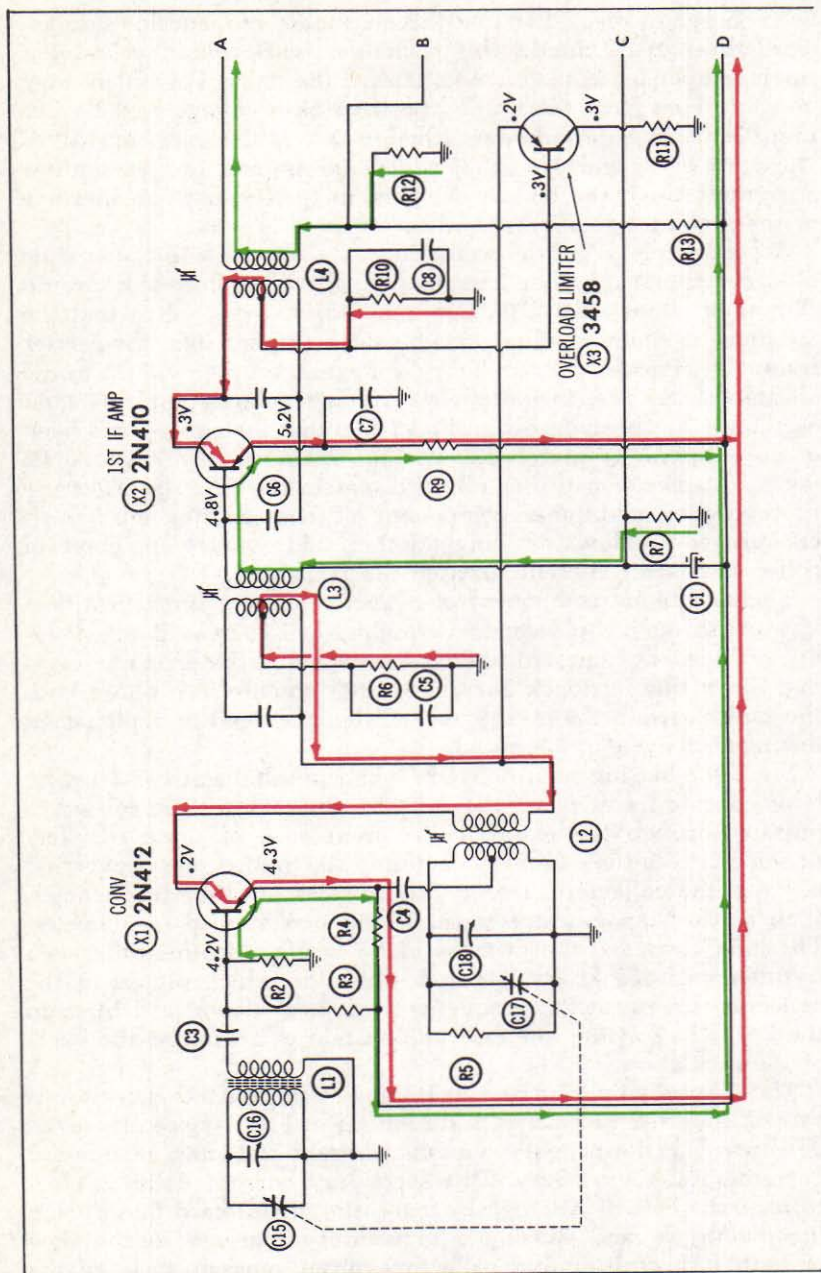 A
B
C
D
1ST IF AMP
X2 2N410
.3V
4.8V
5.2V
C6
C7
R9
L4
R10
C8
R12
.2V
.3V
.3V
OVERLOAD LIMITER
X3 3458
R11
R13
L3
R6
C5
R7
C1
CONV
X1 2N412
.2V
4.2V
4.3V
C3
R2
R3
R4
C4
L1
C16
C15
L2
C18
C17
R5